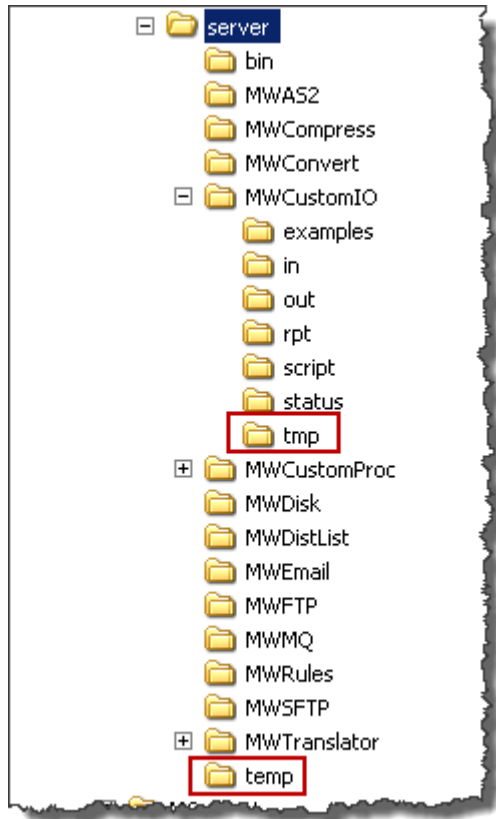 server
bin
MWAS2
MWCompress
MWConvert
MWCustomIO
examples
in
out
rpt
script
status
tmp
MWCustomProc
MWDisk
MWDistList
MWEmail
MWFTP
MWMQ
MWRules
MWSFTP
MWTranslator
temp